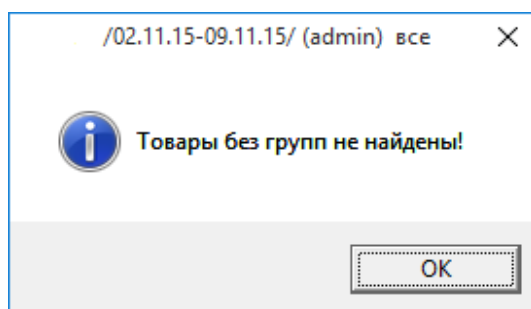 /02.11.15-09.11.15/ (admin) все
Товары без групп не найдены!
OK